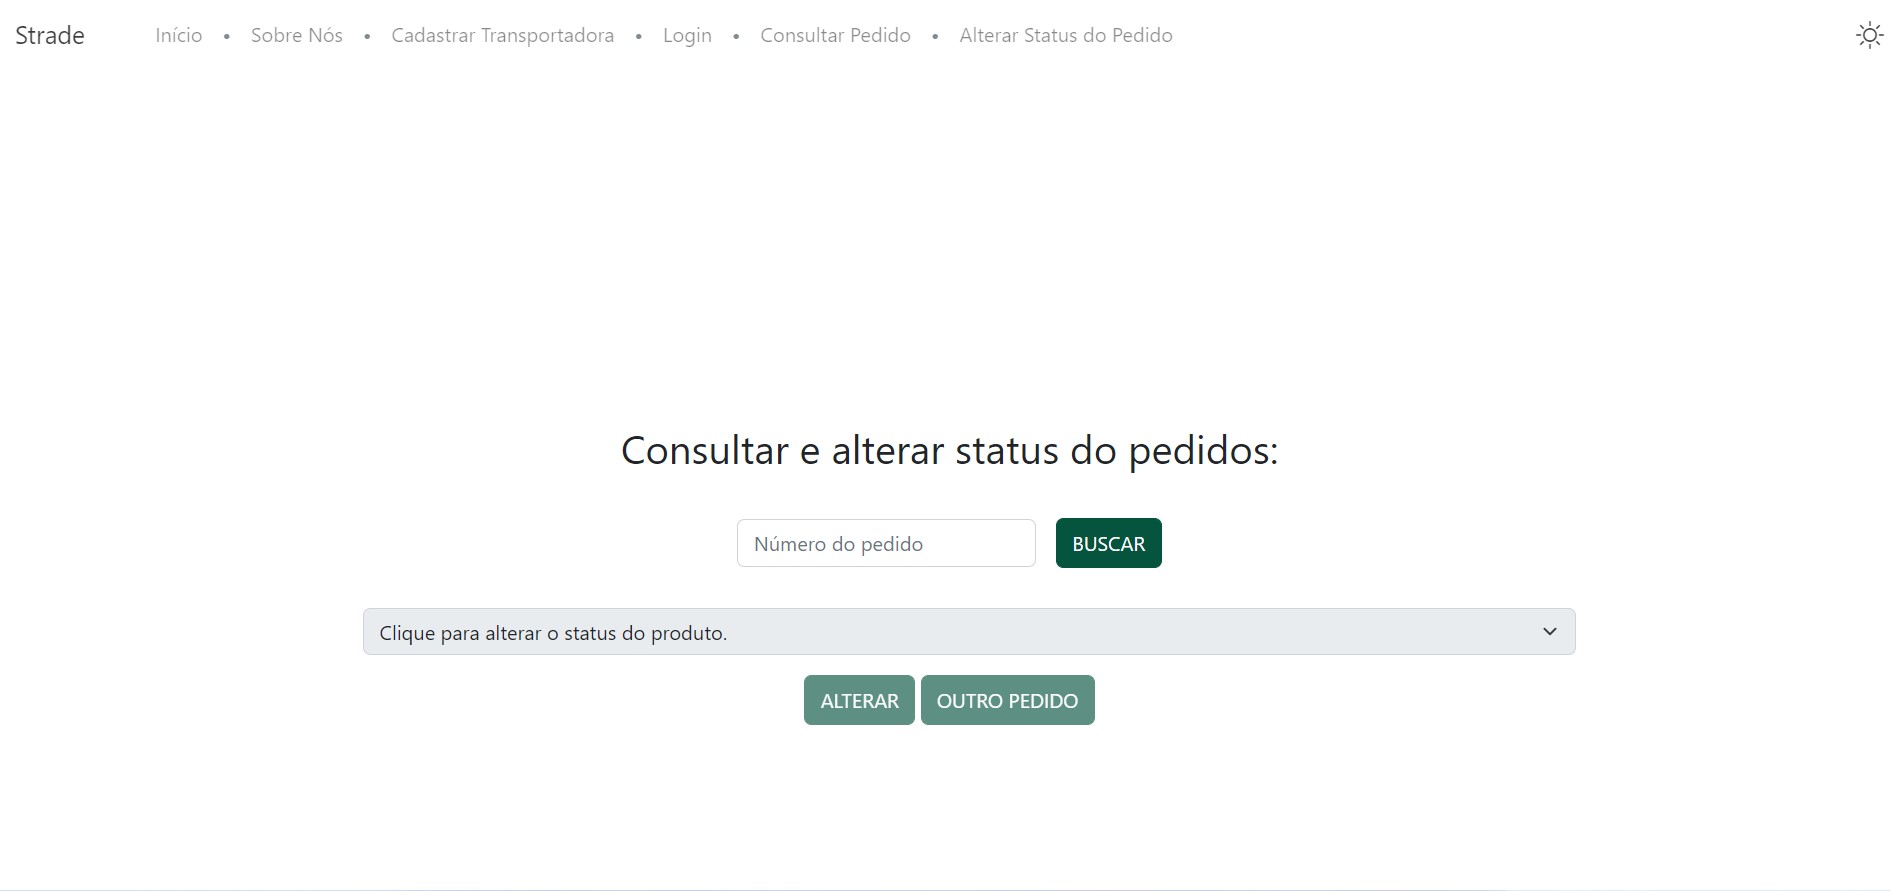 Strade Início • Sobre Nós • Cadastrar Transportadora • Login • Consultar Pedido • Alterar Status do Pedido
Consultar e alterar status do pedidos:
Número do pedido BUSCAR
Clique para alterar o status do produto.
ALTERAR OUTRO PEDIDO